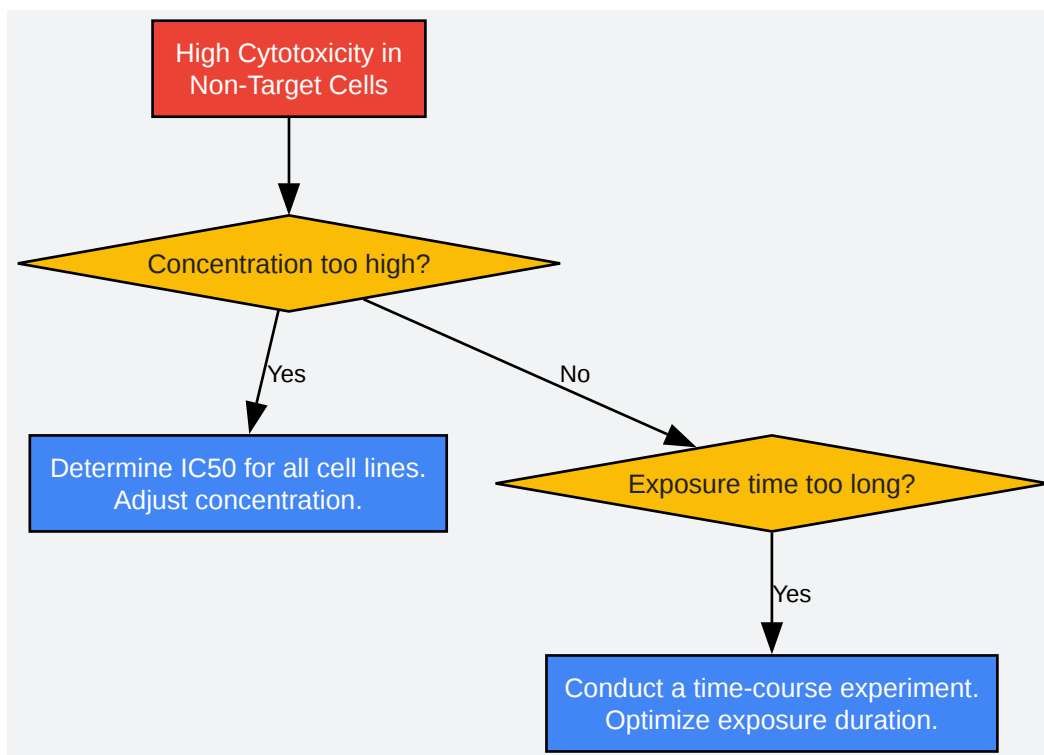 High Cytotoxicity in
Non-Target Cells
Concentration too high?
Yes
No
Determine IC50 for all cell lines.
Adjust concentration.
Exposure time too long?
Yes
Conduct a time-course experiment.
Optimize exposure duration.